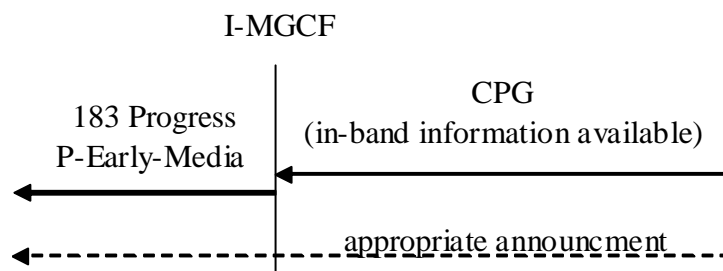 I-MGCF
183 Progress
P-Early-Media
CPG
(in-band information available)
appropriate announcment